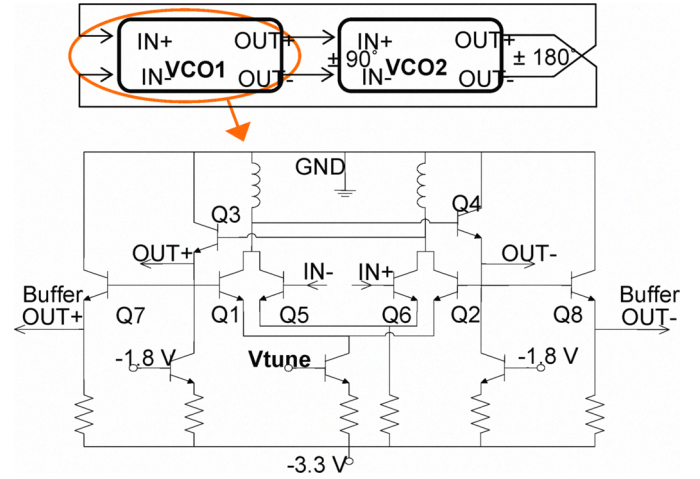 IN+ OUT+ IN+ OUT+
± 90° ± 180°
VCO1 VCO2
IN- OUT- IN- OUT-
GND
Q3 Q4
OUT+ OUT-
IN- IN+
Buffer OUT+
Buffer OUT-
Q7 Q1 Q5 Q6 Q2 Q8
-1.8 V Vtune -1.8 V
-3.3 V